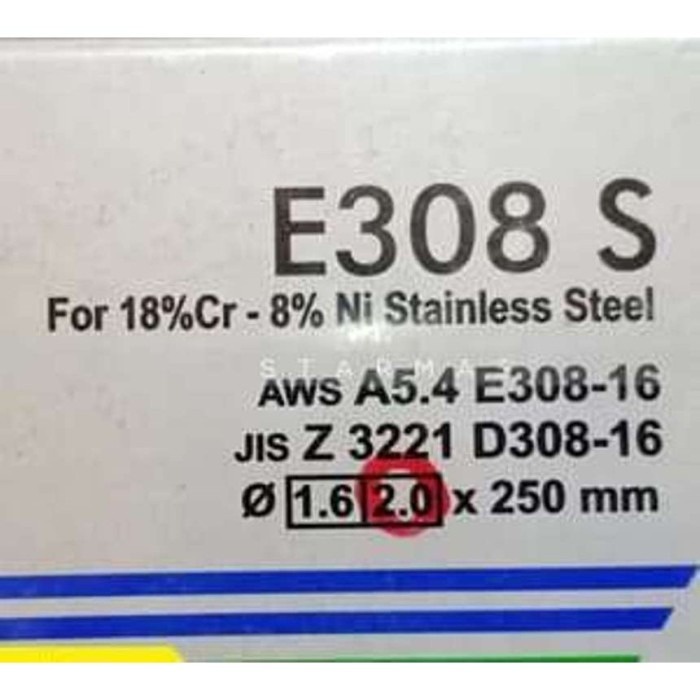 E308 S
For 18%Cr - 8% Ni Stainless Steel
AWS A5.4 E308-16
JIS Z 3221 D308-16
Ø 1.6 2.0 x 250 mm